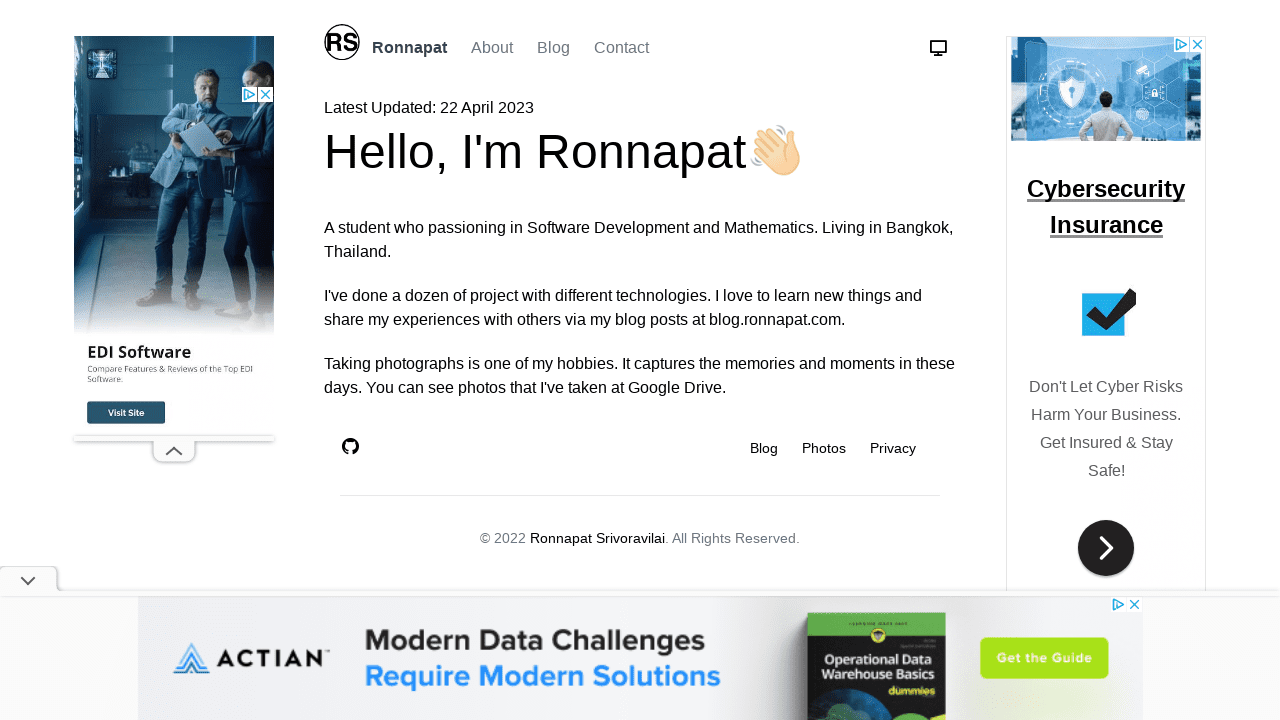 RS
Ronnapat About Blog Contact
Latest Updated: 22 April 2023
Hello, I'm Ronnapat
A student who passioning in Software Development and Mathematics. Living in Bangkok,
Thailand.
I've done a dozen of project with different technologies. I love to learn new things and
share my experiences with others via my blog posts at blog.ronnapat.com.
Taking photographs is one of my hobbies. It captures the memories and moments in these
days. You can see photos that I've taken at Google Drive.
Blog Photos Privacy
© 2022 Ronnapat Srivoravilai. All Rights Reserved.
EDI Software
Compare Features & Reviews of the Top EDI
Software.
Visit Site
Cybersecurity
Insurance
Don't Let Cyber Risks
Harm Your Business.
Get Insured & Stay
Safe!
ACTIAN
Modern Data Challenges
Require Modern Solutions
Operational Data
Warehouse Basics
dummies
Get the Guide